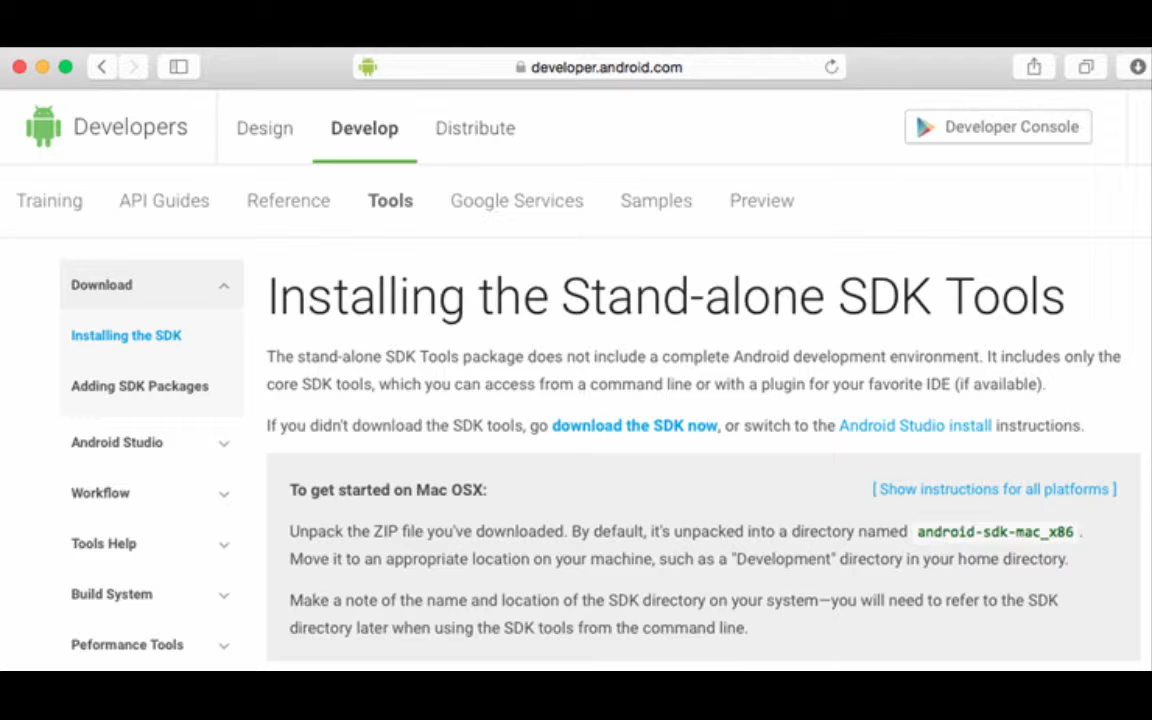 developer.android.com
Developers
Design
Develop
Distribute
Developer Console
Training
API Guides
Reference
Tools
Google Services
Samples
Preview
Download
Installing the SDK
Adding SDK Packages
Android Studio
Workflow
Tools Help
Build System
Peformance Tools
Installing the Stand-alone SDK Tools
The stand-alone SDK Tools package does not include a complete Android development environment. It includes only the
core SDK tools, which you can access from a command line or with a plugin for your favorite IDE (if available).
If you didn't download the SDK tools, go download the SDK now, or switch to the Android Studio install instructions.
To get started on Mac OSX:
[ Show instructions for all platforms ]
Unpack the ZIP file you've downloaded. By default, it's unpacked into a directory named android-sdk-mac_x86 .
Move it to an appropriate location on your machine, such as a "Development" directory in your home directory.
Make a note of the name and location of the SDK directory on your system—you will need to refer to the SDK
directory later when using the SDK tools from the command line.